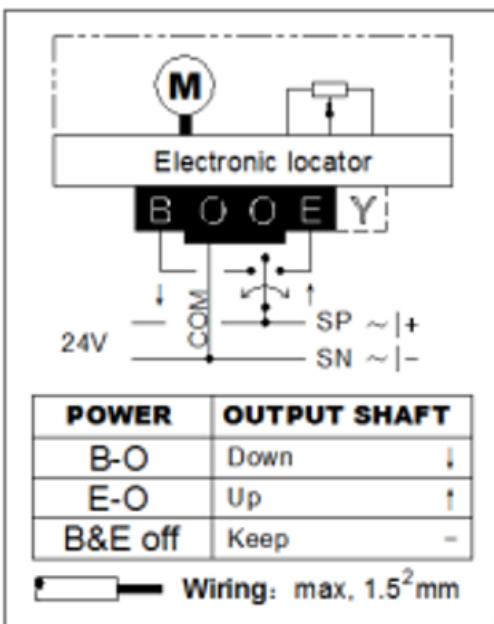 M
Electronic locator
B O O E Y
COM
24V
SP ~|+
SN ~|−
POWER OUTPUT SHAFT
B-O Down ↓
E-O Up ↑
B&E off Keep −
Wiring: max, 1.5²mm